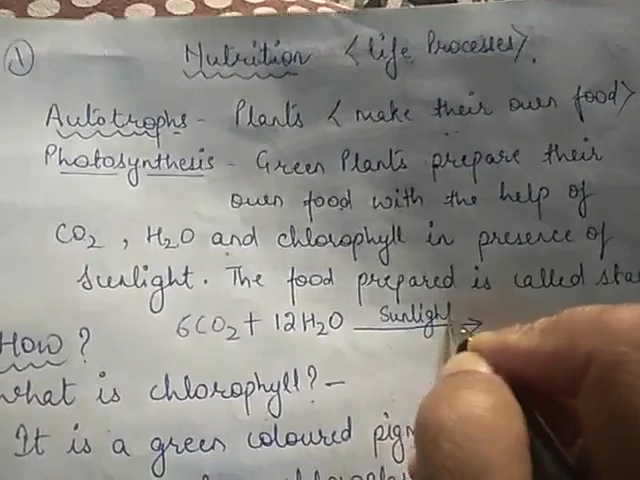 ① Nutrition <Life Processes>.
Autotrophs - Plants <make their own food>
Photosynthesis - Green Plants prepare their
own food with the help of
CO2, H2O and chlorophyll in presence of
Sunlight. The food prepared is called sta
6CO2 + 12H2O Sunlight →
How?
what is chlorophyll? -
It is a green coloured pig